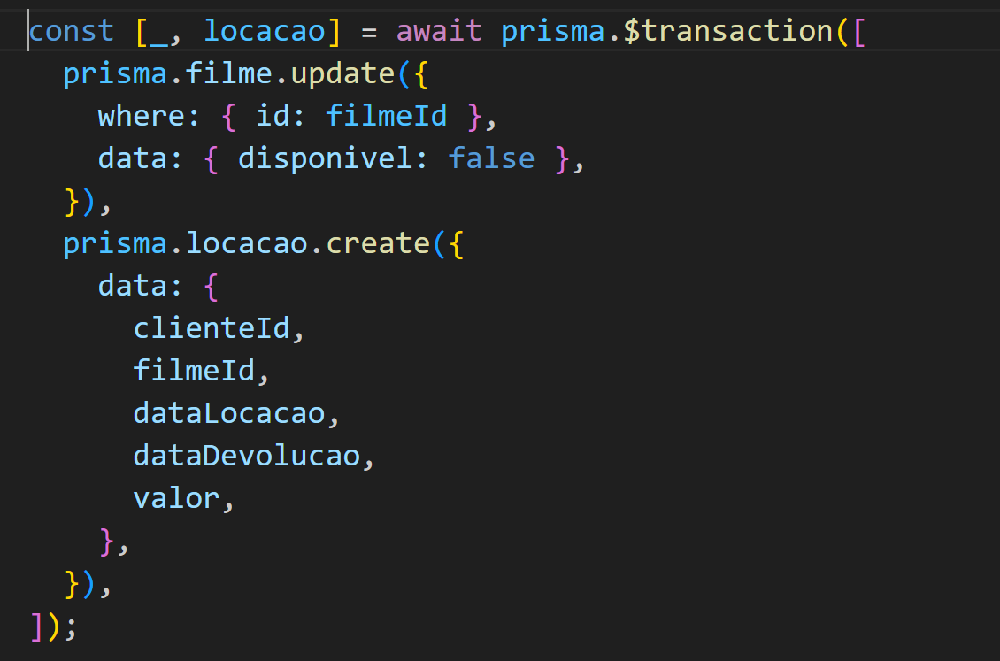 const [_, locacao] = await prisma.$transaction([
  prisma.filme.update({
    where: { id: filmeId },
    data: { disponivel: false },
  }),
  prisma.locacao.create({
    data: {
      clienteId,
      filmeId,
      dataLocacao,
      dataDevolucao,
      valor,
    },
  }),
]);